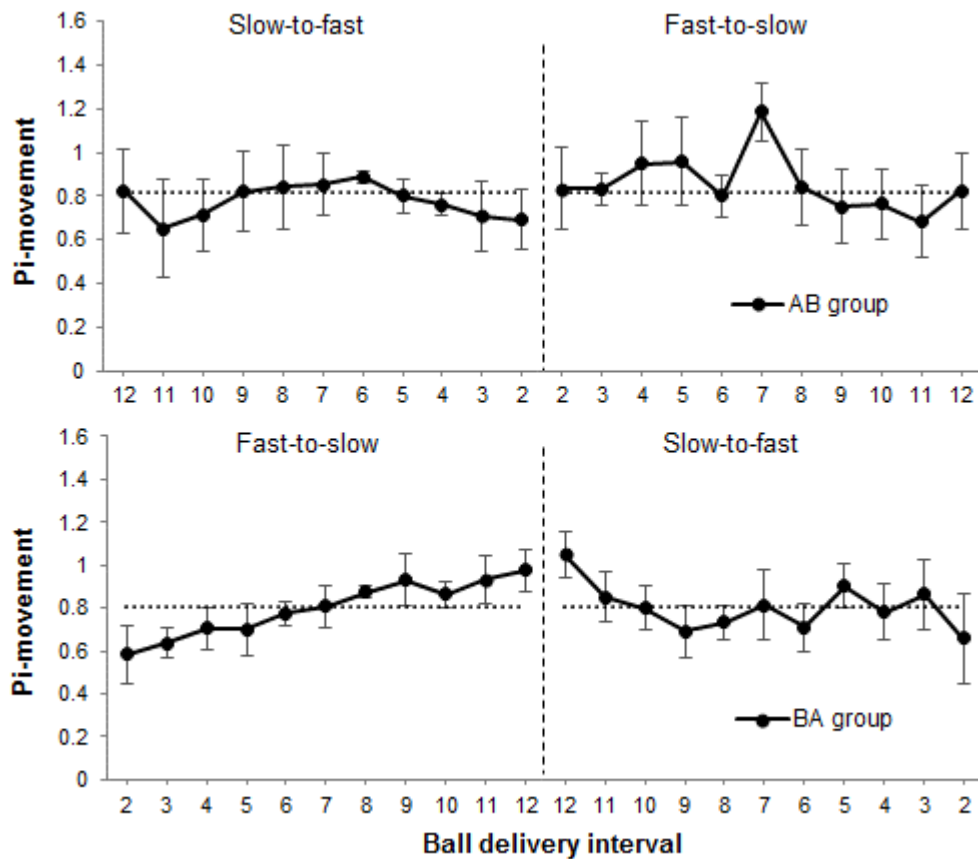 Slow-to-fast Fast-to-slow
Pi-movement
1.6
1.4
1.2
1
0.8
0.6
0.4
0.2
0
AB group
12 11 10 9 8 7 6 5 4 3 2 2 3 4 5 6 7 8 9 10 11 12
Fast-to-slow Slow-to-fast
Pi-movement
1.6
1.4
1.2
1
0.8
0.6
0.4
0.2
0
BA group
2 3 4 5 6 7 8 9 10 11 12 12 11 10 9 8 7 6 5 4 3 2
Ball delivery interval